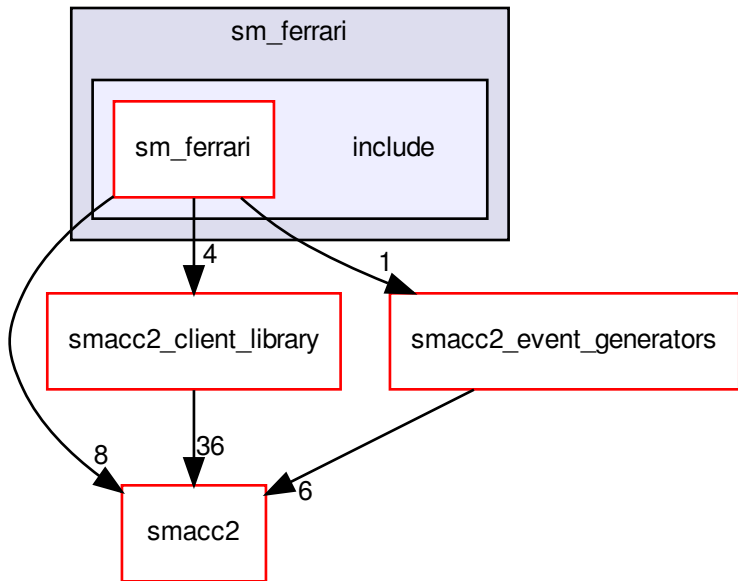 sm_ferrari
sm_ferrari
include
4
1
smacc2_client_library
smacc2_event_generators
8
36
6
smacc2